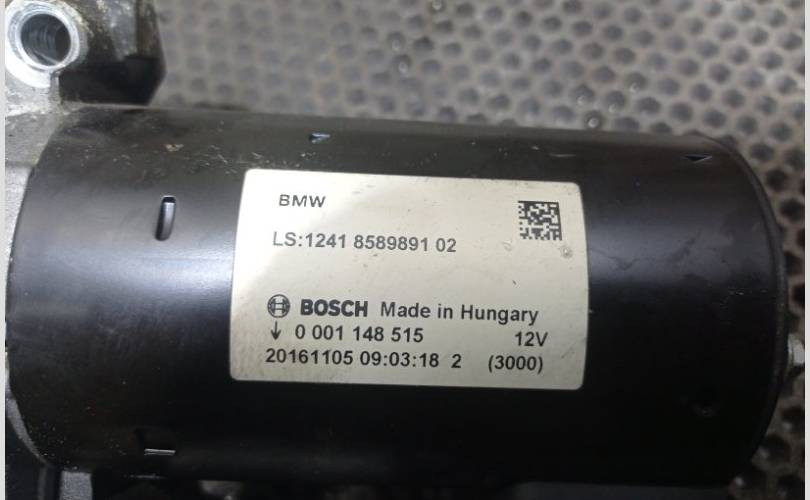 BMW
LS:1241 8589891 02
BOSCH Made in Hungary
↓ 0 001 148 515 12V
20161105 09:03:18 2 (3000)